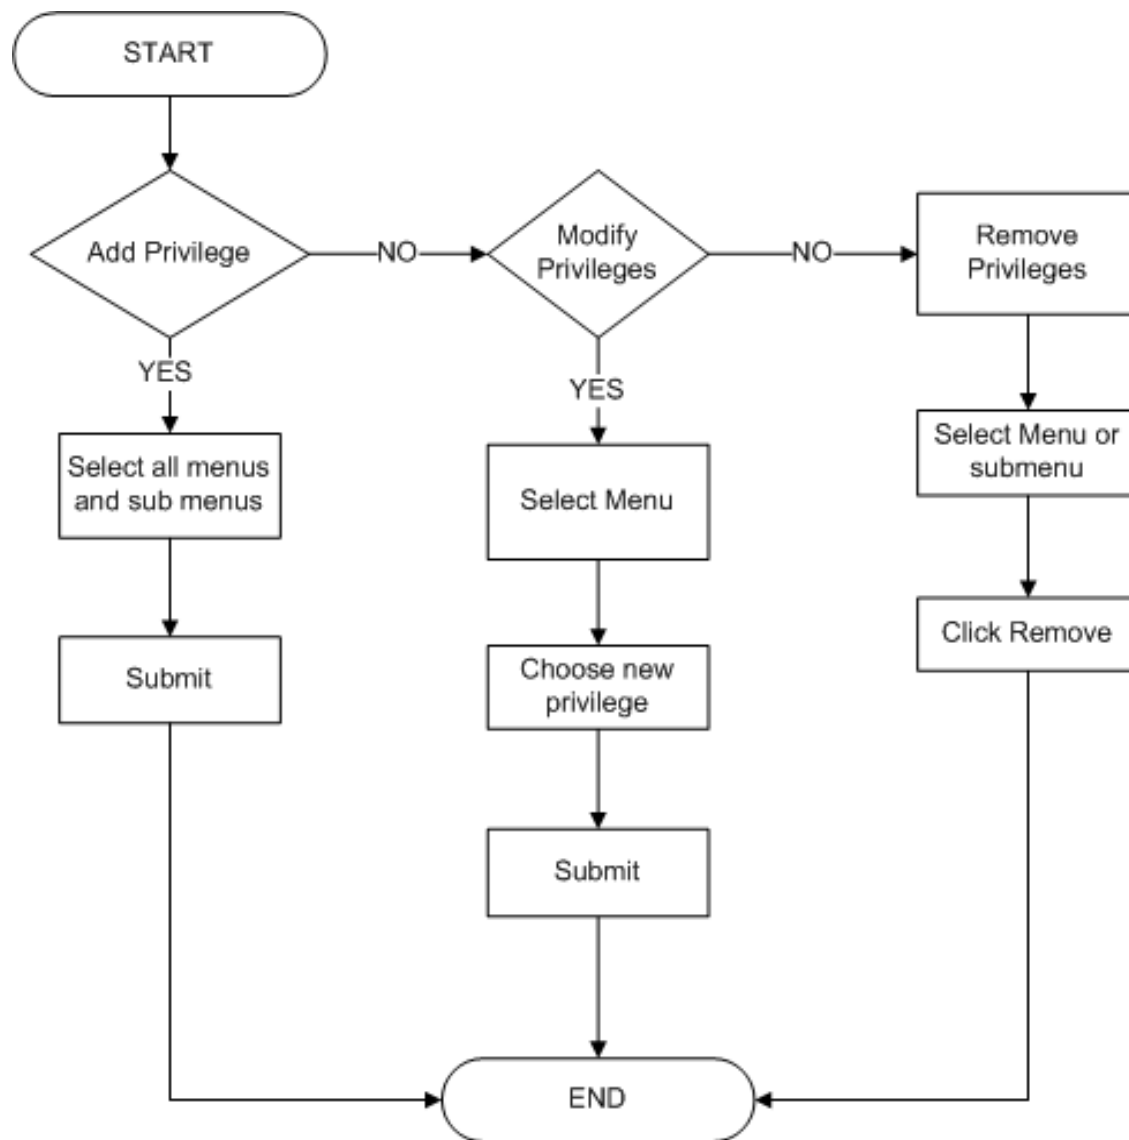 START
Add Privilege
NO
Modify
Privileges
NO
Remove
Privileges
YES
YES
Select all menus
and sub menus
Select Menu
Select Menu or
submenu
Submit
Choose new
privilege
Click Remove
Submit
END